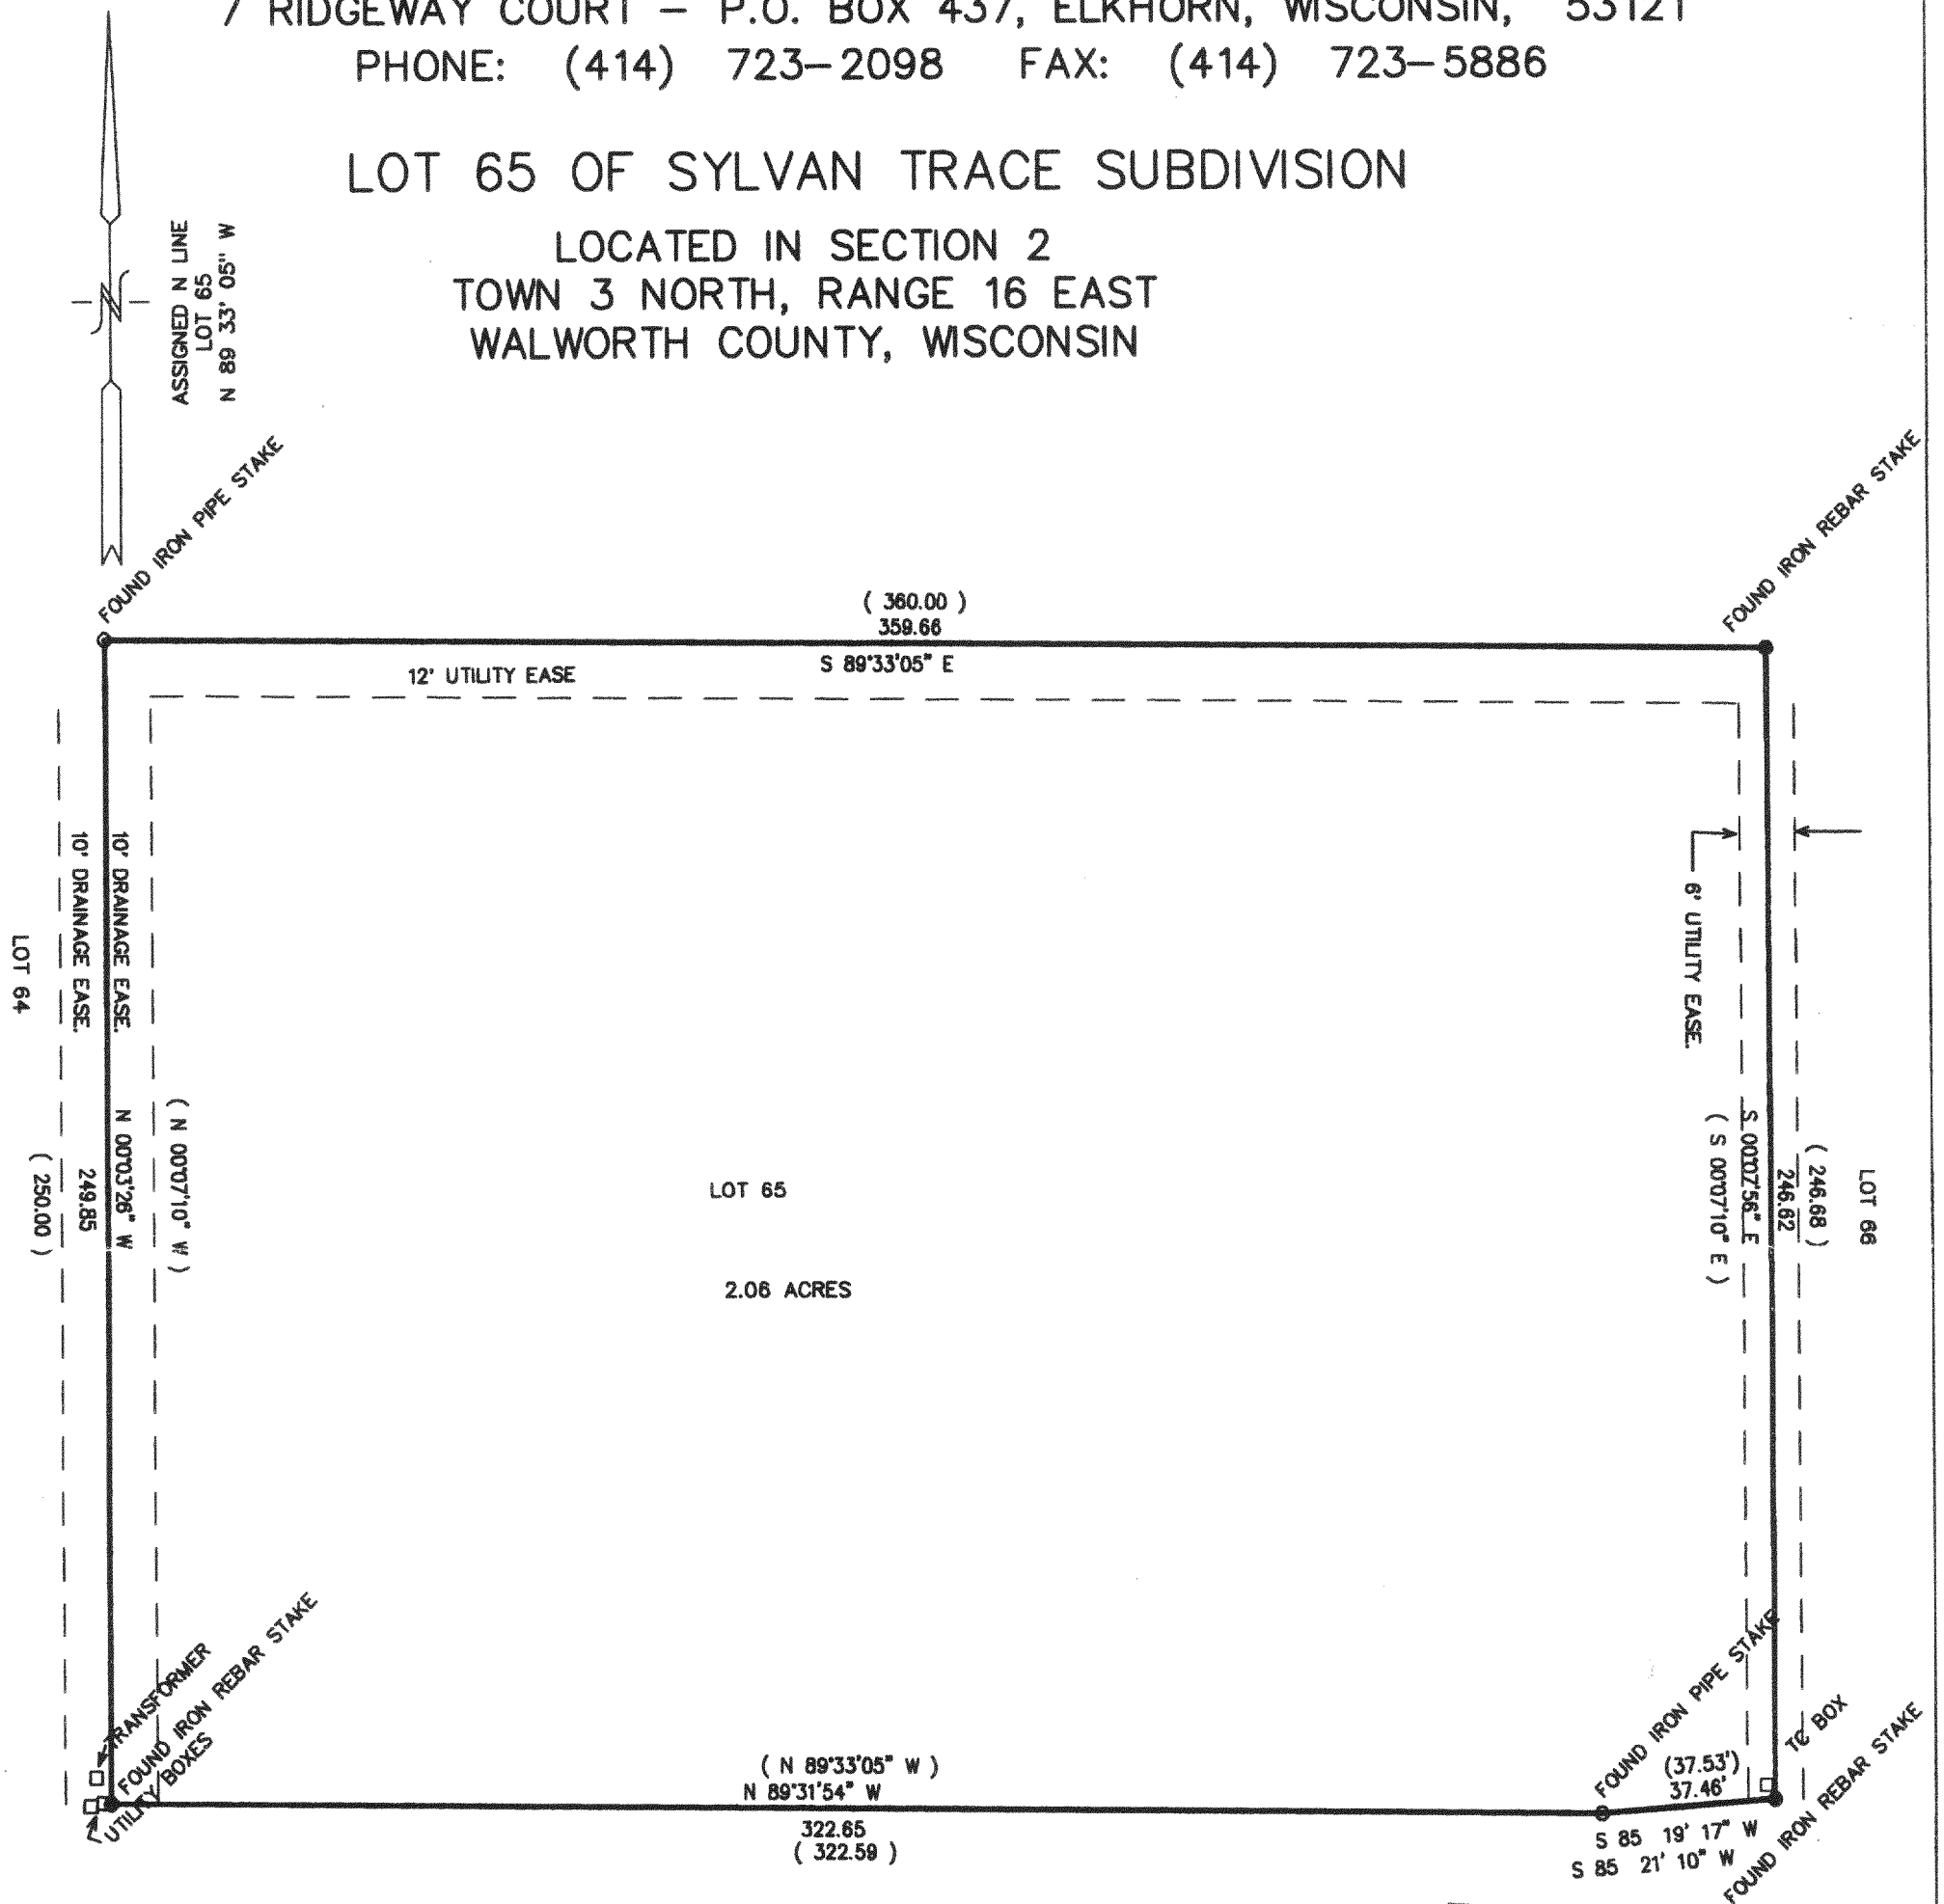 7 RIDGEWAY COURT – P.O. BOX 437, ELKHORN, WISCONSIN, 53121
PHONE: (414) 723–2098 FAX: (414) 723–5886
LOT 65 OF SYLVAN TRACE SUBDIVISION
LOCATED IN SECTION 2
TOWN 3 NORTH, RANGE 16 EAST
WALWORTH COUNTY, WISCONSIN
N
ASSIGNED N LINE
LOT 65
N 89 33' 05" W
FOUND IRON PIPE STAKE
FOUND IRON REBAR STAKE
( 360.00 )
359.66
S 89°33'05" E
12' UTILITY EASE
10' DRAINAGE EASE.
10' DRAINAGE EASE.
LOT 64
N 00°03'26" W
( N 00°07'10" W )
249.85
( 250.00 )
6' UTILITY EASE.
S 00°07'56" E
( S 00°07'10" E )
( 246.68 )
246.62
LOT 66
LOT 65
2.06 ACRES
TRANSFORMER
FOUND IRON REBAR STAKE
UTILITY BOXES
( N 89°33'05" W )
N 89°31'54" W
322.65
( 322.59 )
FOUND IRON PIPE STAKE
(37.53')
37.46'
TC BOX
S 85 19' 17" W
S 85 21' 10" W
FOUND IRON REBAR STAKE